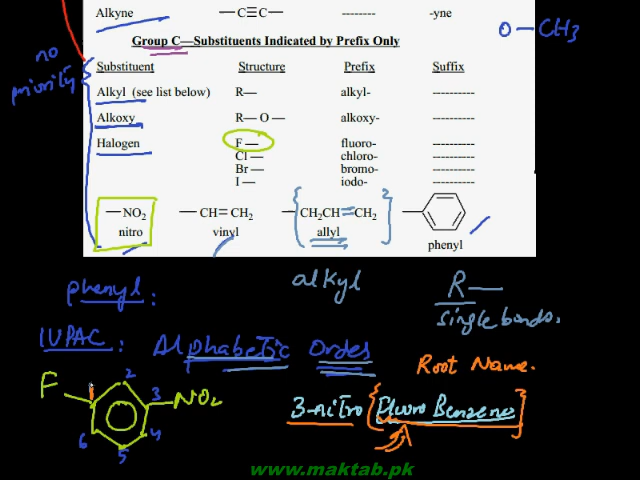 Alkyne —C≡C— -------- -yne
Group C—Substituents Indicated by Prefix Only
O — CH3
no priority
Substituent Structure Prefix Suffix
Alkyl (see list below) R— alkyl- ----------
Alkoxy R—O— alkoxy- ----------
Halogen F— fluoro- ----------
Cl— chloro- ----------
Br— bromo- ----------
I— iodo- ----------
—NO2 —CH=CH2 —CH2CH=CH2
nitro vinyl allyl phenyl
phenyl : alkyl R—
single bonds.
IUPAC : Alphabetic Order
Root Name.
F 1 2 3 NO2
3-nitro Fluoro Benzene
6 5 4
www.maktab.pk